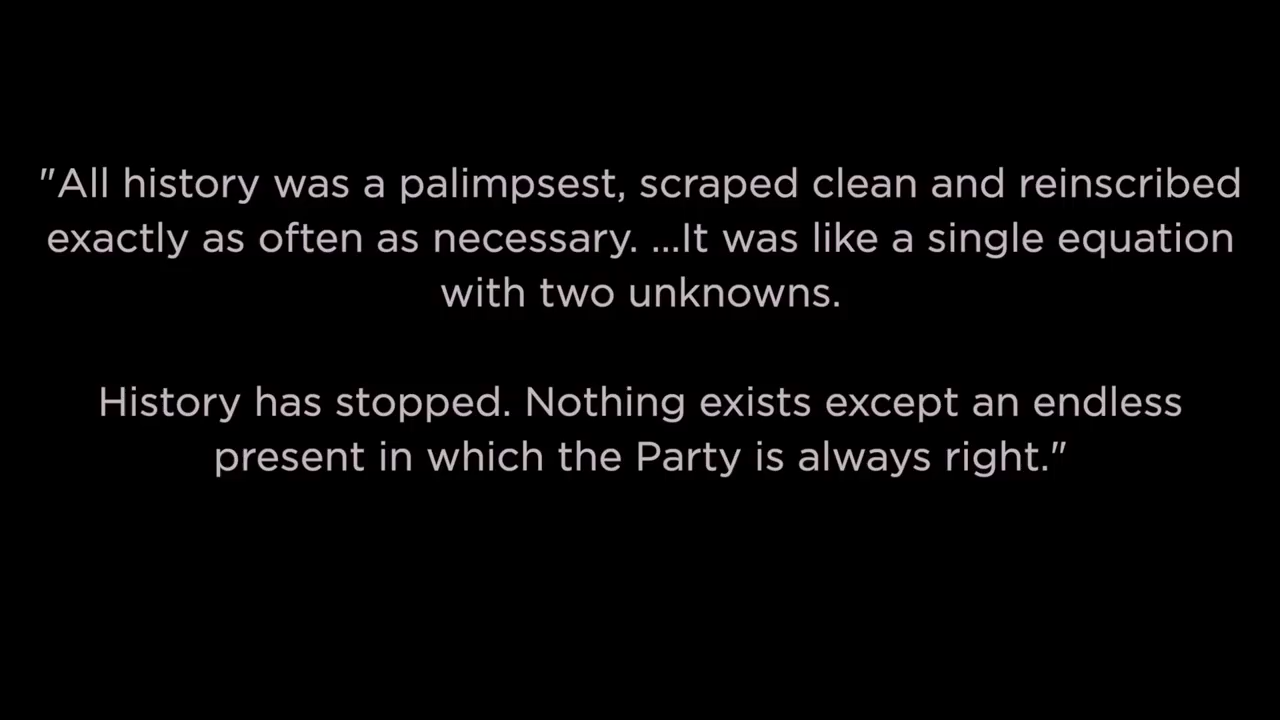 "All history was a palimpsest, scraped clean and reinscribed
exactly as often as necessary. ...It was like a single equation
with two unknowns.
History has stopped. Nothing exists except an endless
present in which the Party is always right."